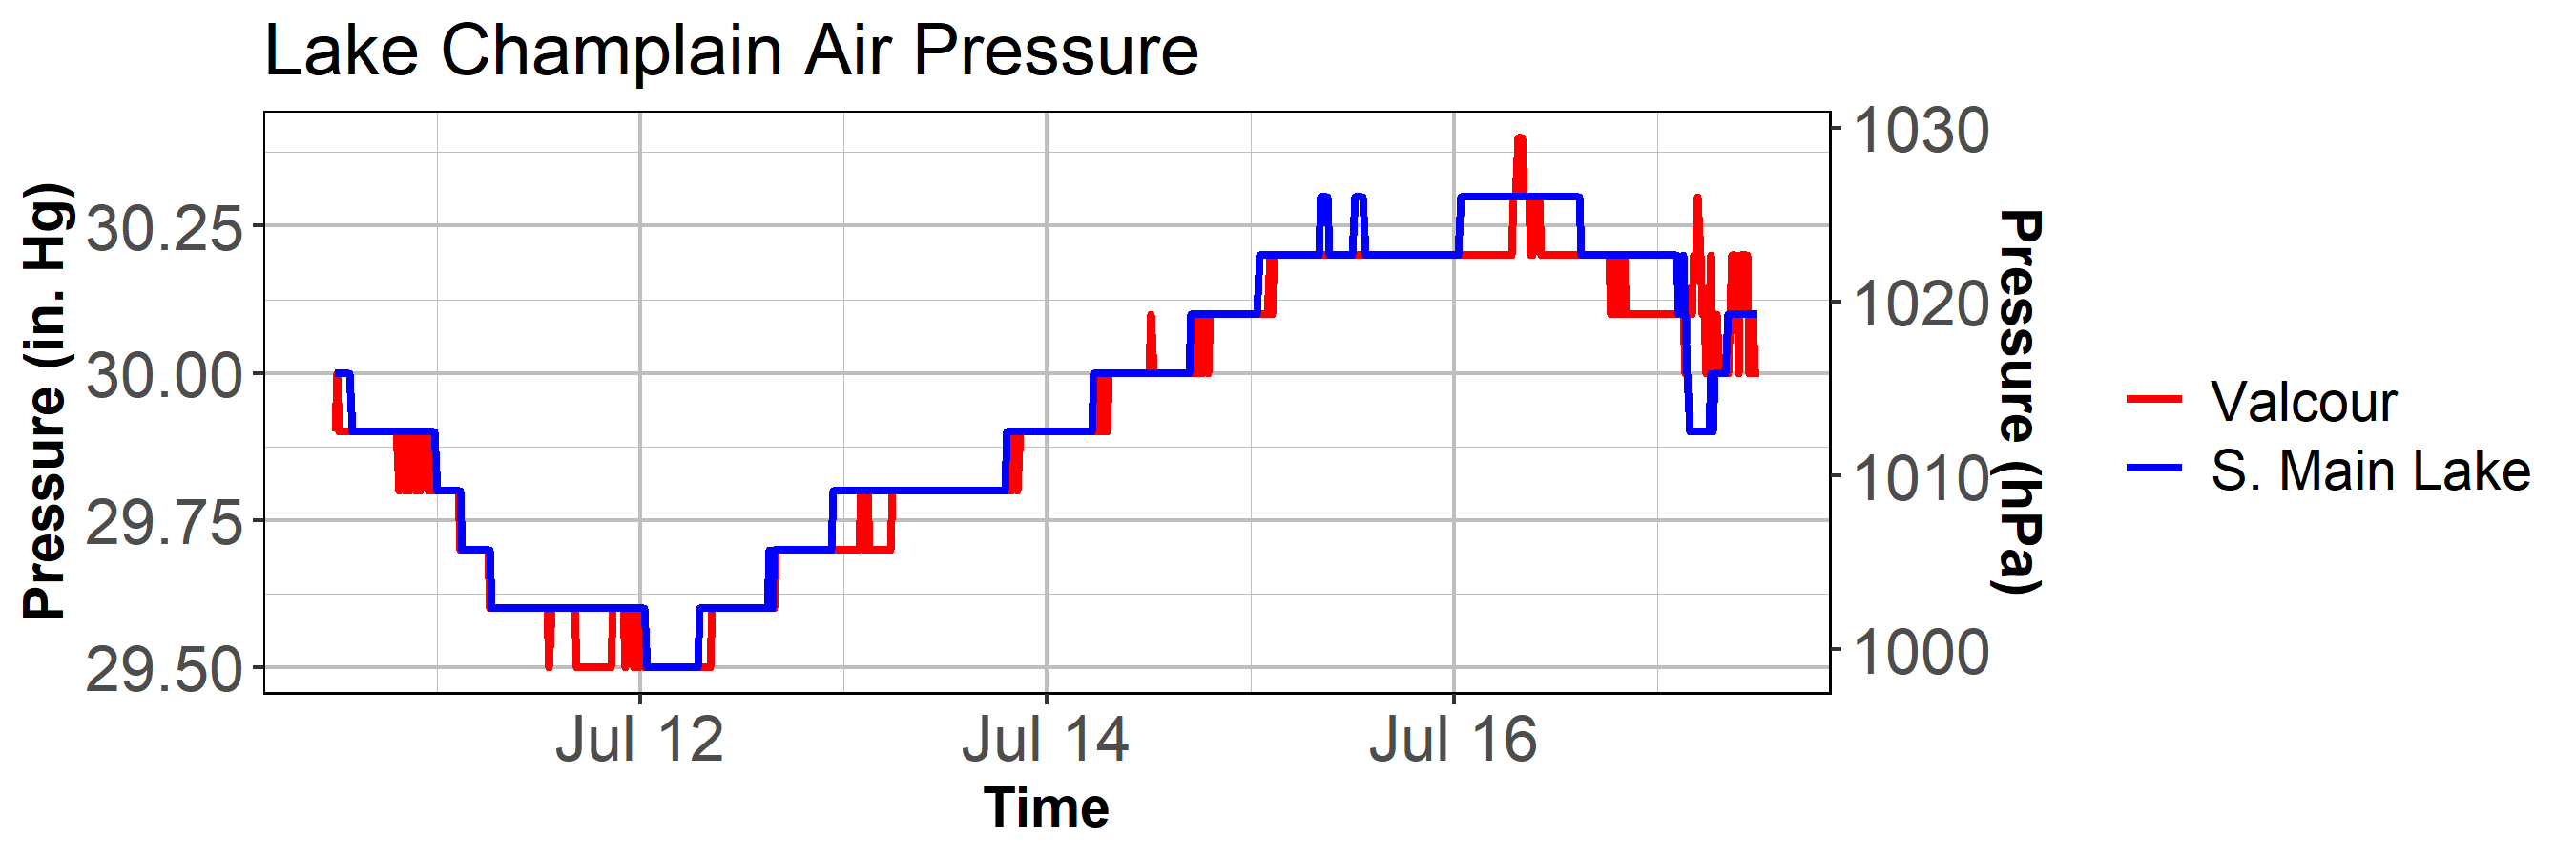 Lake Champlain Air Pressure
Pressure (in. Hg)
30.25
30.00
29.75
29.50
1030
1020
1010
1000
Pressure (hPa)
Jul 12
Jul 14
Jul 16
Time
Valcour
S. Main Lake